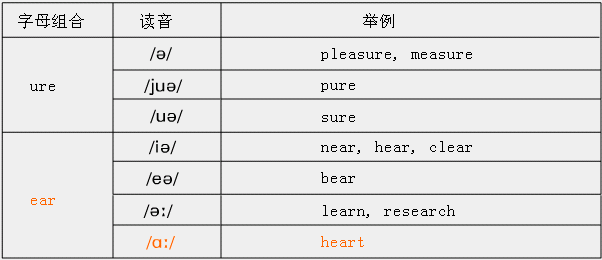 字母组合 读音 举例
/ə/ pleasure, measure
ure /juə/ pure
/uə/ sure
/iə/ near, hear, clear
/eə/ bear
ear /ə:/ learn, research
/ɑ:/ heart